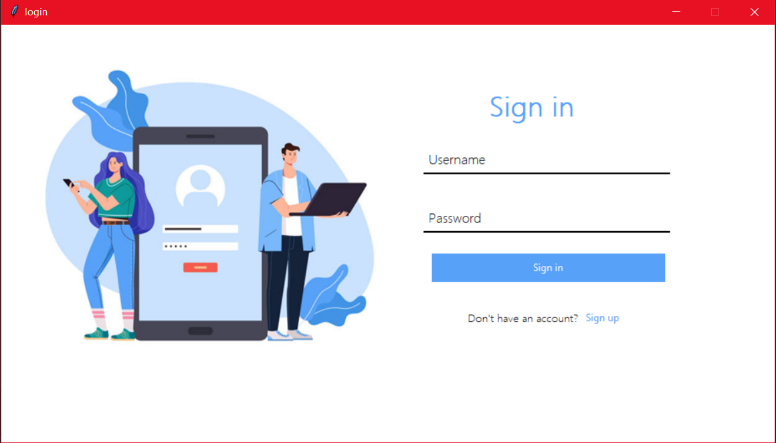 login
Sign in
Username
Password
Sign in
Don't have an account? Sign up